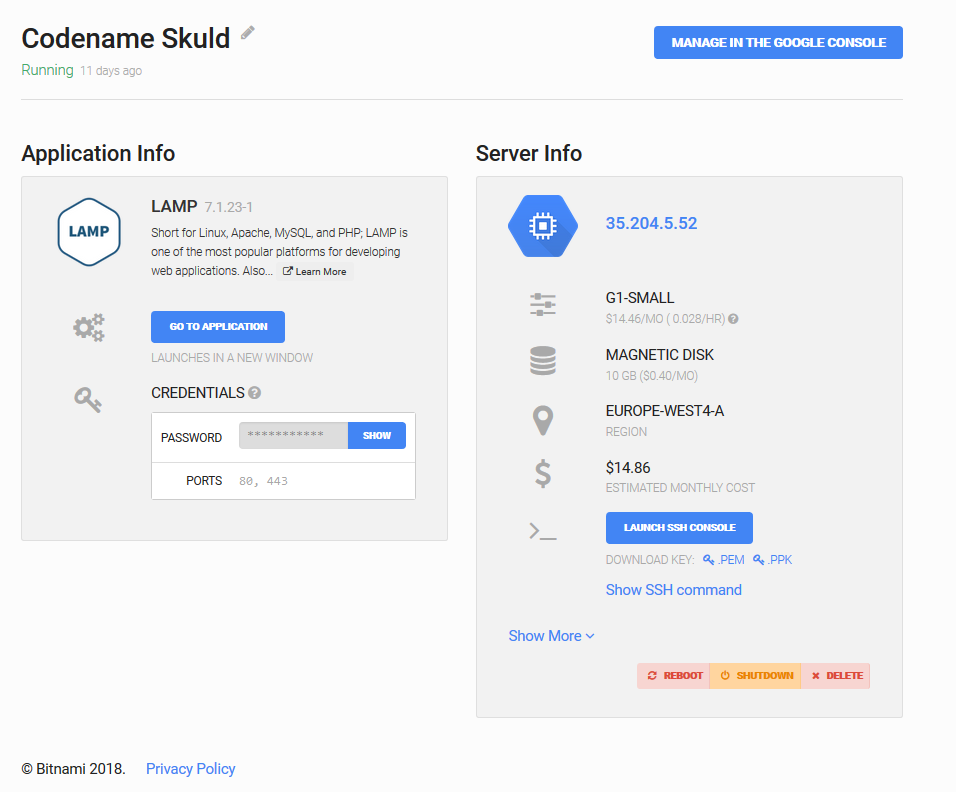 Codename Skuld
MANAGE IN THE GOOGLE CONSOLE
Running 11 days ago
Application Info
LAMP
LAMP 7.1.23-1
Short for Linux, Apache, MySQL, and PHP; LAMP is
one of the most popular platforms for developing
web applications. Also... Learn More
GO TO APPLICATION
LAUNCHES IN A NEW WINDOW
CREDENTIALS
PASSWORD *********** SHOW
PORTS 80, 443
Server Info
35.204.5.52
G1-SMALL
$14.46/MO ( 0.028/HR)
MAGNETIC DISK
10 GB ($0.40/MO)
EUROPE-WEST4-A
REGION
$14.86
ESTIMATED MONTHLY COST
LAUNCH SSH CONSOLE
DOWNLOAD KEY: .PEM .PPK
Show SSH command
Show More
REBOOT SHUTDOWN DELETE
© Bitnami 2018. Privacy Policy